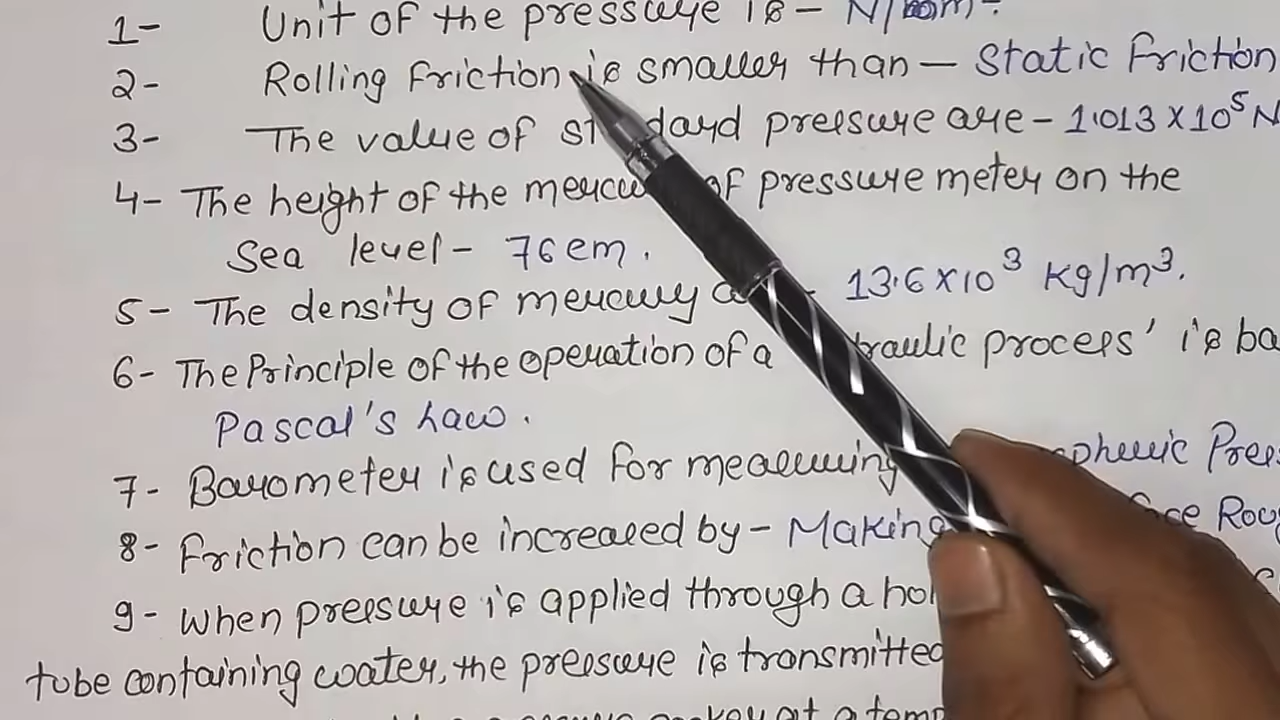 1- Unit of the pressure is - N/
2- Rolling Friction is smaller than - Static Friction
3- The value of pressure are - 1.013 X 10⁵ N
4- The height of the of pressure meter on the
Sea level - 76 cm.
5- The density of mercury - 13.6 X 10³ Kg/m³.
6- The Principle of the operation of a process' is
Pascal's Law.
7- Barometer is used for measuring
8- Friction can be increased by - Making
9- When pressure is applied through a
tube containing water, the pressure is transmitted
at a